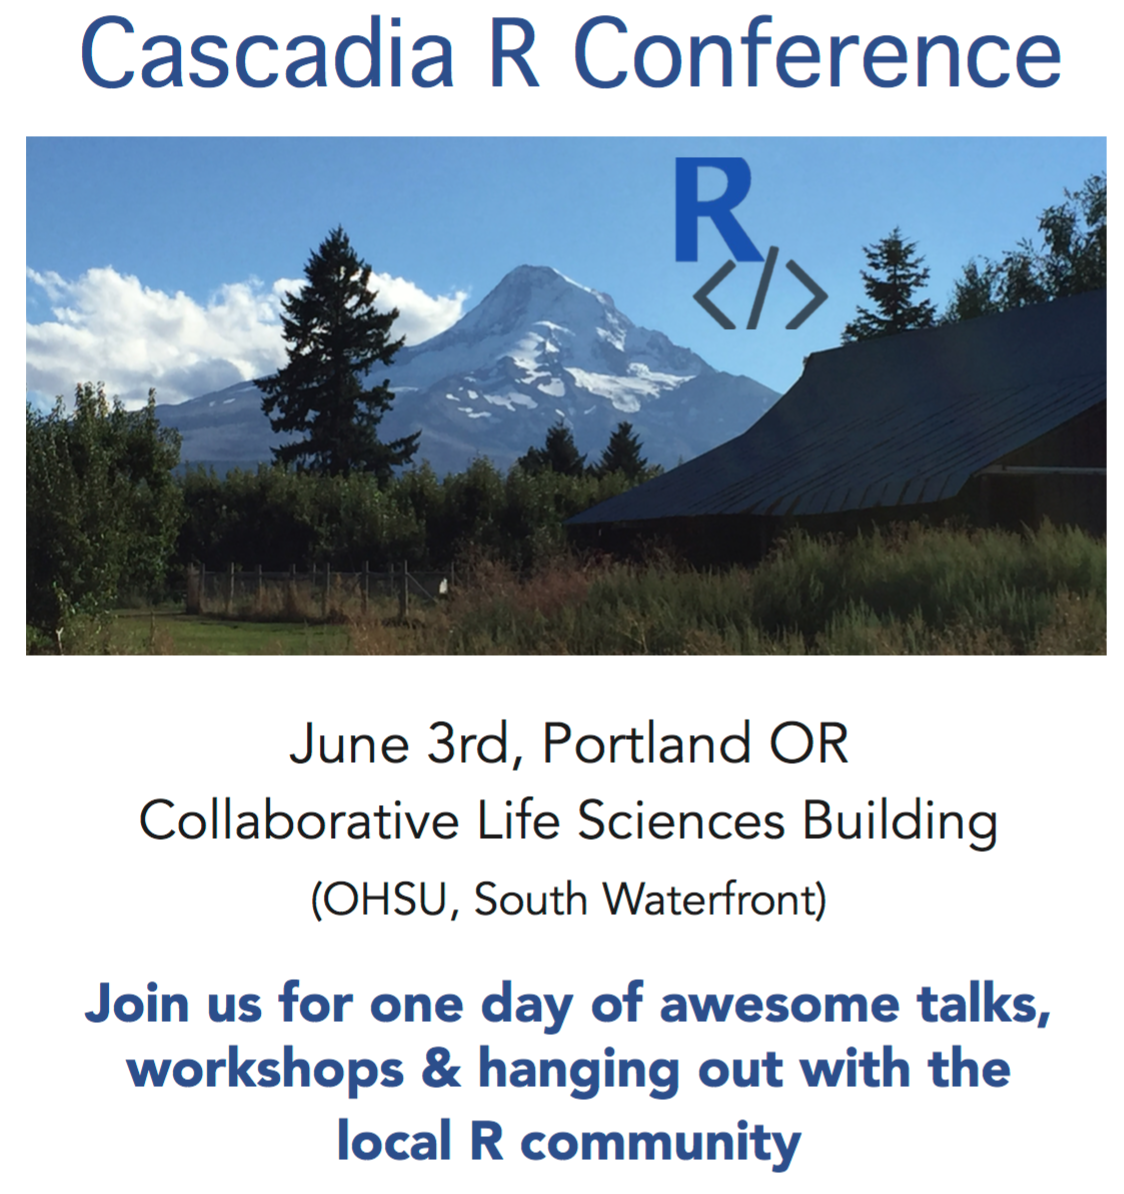 Cascadia R Conference
R
</>
June 3rd, Portland OR
Collaborative Life Sciences Building
(OHSU, South Waterfront)
Join us for one day of awesome talks,
workshops & hanging out with the
local R community